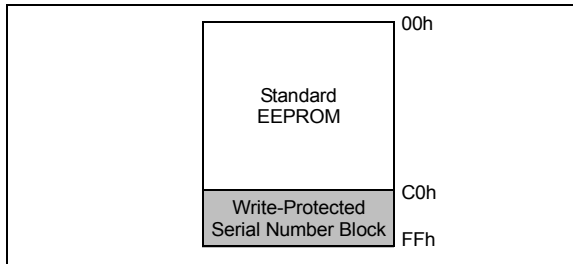 00h
Standard
EEPROM
C0h
Write-Protected
Serial Number Block
FFh